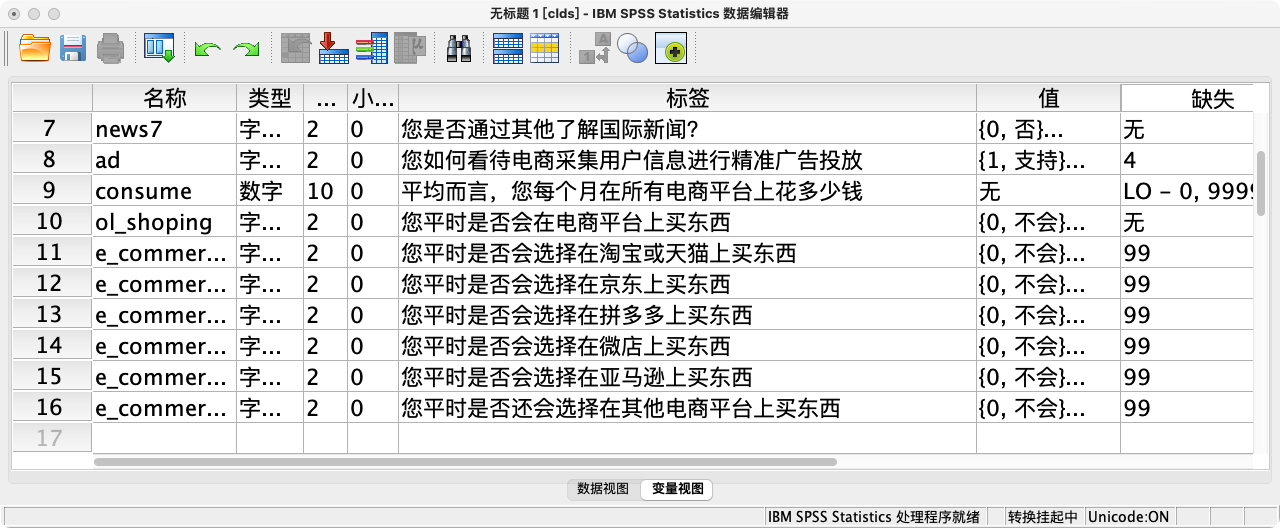 无标题 1 [clds] - IBM SPSS Statistics 数据编辑器
名称 类型 ... 小... 标签 值 缺失
7 news7 字... 2 0 您是否通过其他了解国际新闻? {0, 否}... 无
8 ad 字... 2 0 您如何看待电商采集用户信息进行精准广告投放 {1, 支持}... 4
9 consume 数字 10 0 平均而言，您每个月在所有电商平台上花多少钱 无 LO - 0, 9999
10 ol_shoping 字... 2 0 您平时是否会在电商平台上买东西 {0, 不会}... 无
11 e_commer... 字... 2 0 您平时是否会选择在淘宝或天猫上买东西 {0, 不会}... 99
12 e_commer... 字... 2 0 您平时是否会选择在京东上买东西 {0, 不会}... 99
13 e_commer... 字... 2 0 您平时是否会选择在拼多多上买东西 {0, 不会}... 99
14 e_commer... 字... 2 0 您平时是否会选择在微店上买东西 {0, 不会}... 99
15 e_commer... 字... 2 0 您平时是否会选择在亚马逊上买东西 {0, 不会}... 99
16 e_commer... 字... 2 0 您平时是否还会选择在其他电商平台上买东西 {0, 不会}... 99
17
数据视图 变量视图
IBM SPSS Statistics 处理程序就绪 转换挂起中 Unicode:ON